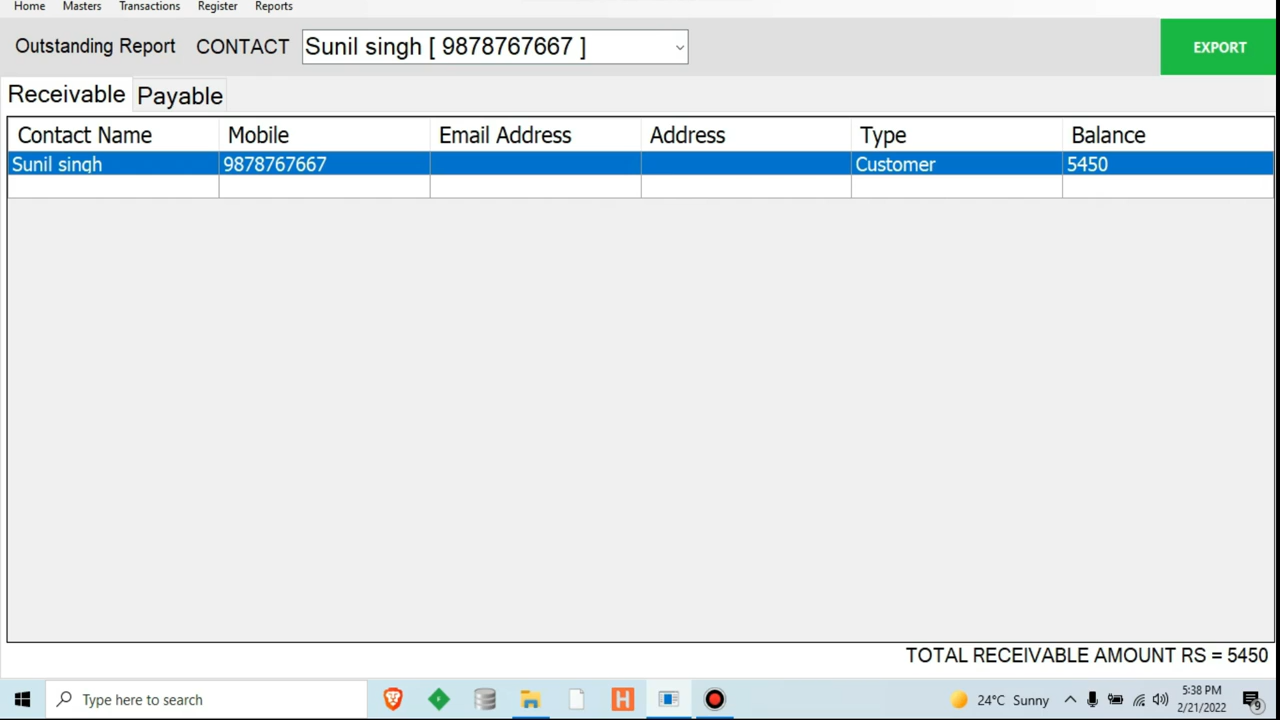 Home Masters Transactions Register Reports
Outstanding Report CONTACT Sunil singh [ 9878767667 ] EXPORT
Receivable Payable
Contact Name Mobile Email Address Address Type Balance
Sunil singh 9878767667 Customer 5450
TOTAL RECEIVABLE AMOUNT RS = 5450
Type here to search H 24°C Sunny 5:38 PM
2/21/2022 9